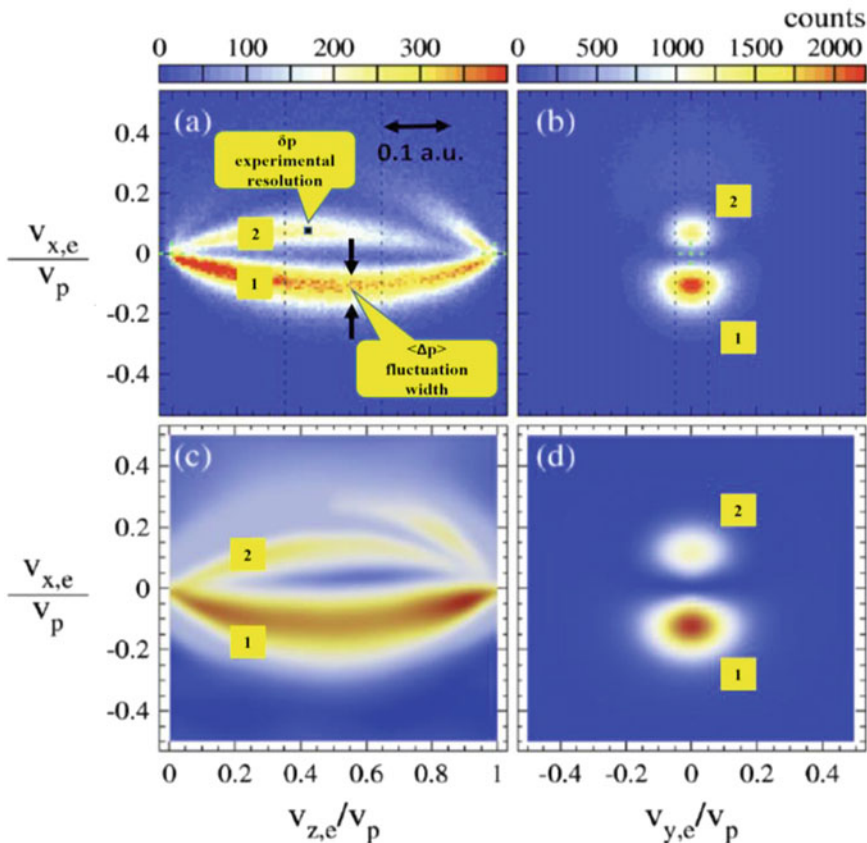 counts
0 100 200 300
0 500 1000 1500 2000
(a)
δp
experimental
resolution
0.1 a.u.
2
1
<Δp>
fluctuation
width
(b)
2
1
v_{x,e}
v_p
0.4
0.2
0
-0.2
-0.4
(c)
2
1
(d)
2
1
v_{x,e}
v_p
0.4
0.2
0
-0.2
-0.4
0 0.2 0.4 0.6 0.8 1
-0.4 -0.2 0 0.2 0.4
v_{z,e}/v_p
v_{y,e}/v_p